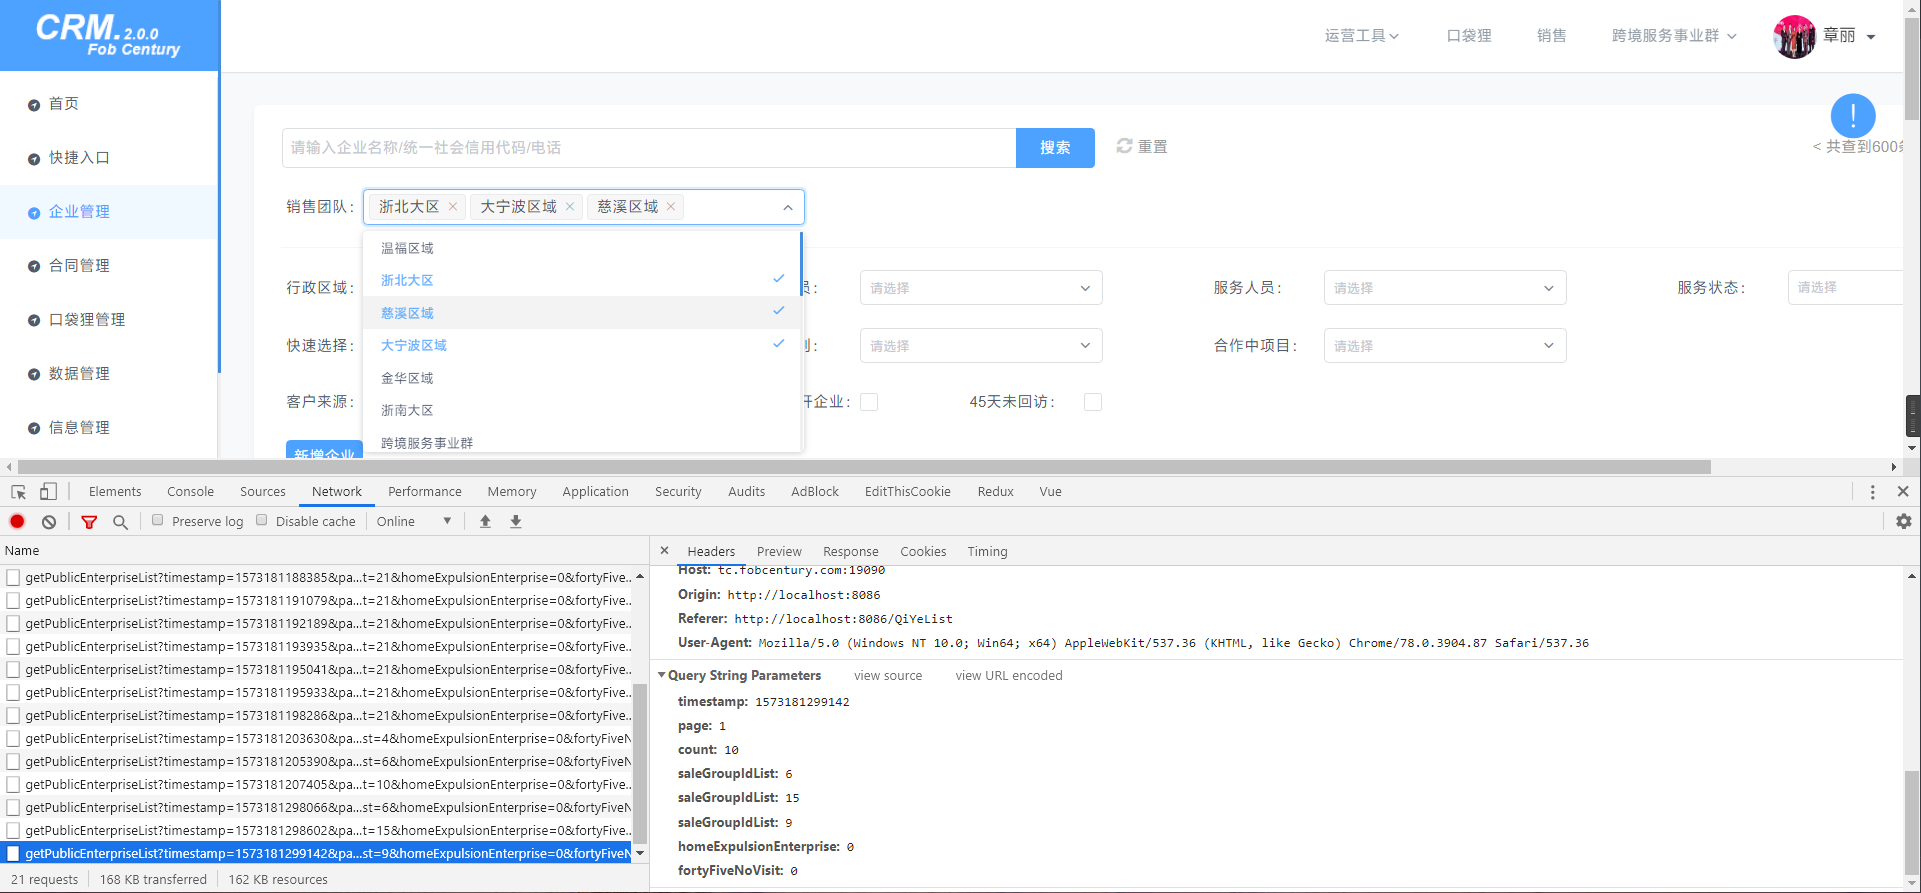 CRM. 2.0.0
Fob Century
运营工具
口袋狸
销售
跨境服务事业群
章丽
首页
快捷入口
企业管理
合同管理
口袋狸管理
数据管理
信息管理
请输入企业名称/统一社会信用代码/电话
搜索
重置
< 共查到600
销售团队:
浙北大区
大宁波区域
慈溪区域
温福区域
浙北大区
慈溪区域
大宁波区域
金华区域
浙南大区
跨境服务事业群
行政区域:
请选择
服务人员:
请选择
服务状态:
请选择
快速选择:
请选择
合作中项目:
请选择
客户来源:
企业:
45天未回访:
新增企业
Elements
Console
Sources
Network
Performance
Memory
Application
Security
Audits
AdBlock
EditThisCookie
Redux
Vue
Preserve log
Disable cache
Online
Name
getPublicEnterpriseList?timestamp=1573181188385&pa...t=21&homeExpulsionEnterprise=0&fortyFive..
getPublicEnterpriseList?timestamp=1573181191079&pa...t=21&homeExpulsionEnterprise=0&fortyFive..
getPublicEnterpriseList?timestamp=1573181192189&pa...t=21&homeExpulsionEnterprise=0&fortyFive..
getPublicEnterpriseList?timestamp=1573181193935&pa...t=21&homeExpulsionEnterprise=0&fortyFive..
getPublicEnterpriseList?timestamp=1573181195041&pa...t=21&homeExpulsionEnterprise=0&fortyFive..
getPublicEnterpriseList?timestamp=1573181195933&pa...t=21&homeExpulsionEnterprise=0&fortyFive..
getPublicEnterpriseList?timestamp=1573181198286&pa...t=21&homeExpulsionEnterprise=0&fortyFive..
getPublicEnterpriseList?timestamp=1573181203630&pa...st=4&homeExpulsionEnterprise=0&fortyFiveN
getPublicEnterpriseList?timestamp=1573181205390&pa...st=6&homeExpulsionEnterprise=0&fortyFiveN
getPublicEnterpriseList?timestamp=1573181207405&pa...t=10&homeExpulsionEnterprise=0&fortyFive..
getPublicEnterpriseList?timestamp=1573181298066&pa...st=6&homeExpulsionEnterprise=0&fortyFiveN
getPublicEnterpriseList?timestamp=1573181298602&pa...t=15&homeExpulsionEnterprise=0&fortyFive..
getPublicEnterpriseList?timestamp=1573181299142&pa...st=9&homeExpulsionEnterprise=0&fortyFiveN
21 requests
168 KB transferred
162 KB resources
Headers
Preview
Response
Cookies
Timing
Host: tc.fobcentury.com:19090
Origin: http://localhost:8086
Referer: http://localhost:8086/QiYeList
User-Agent: Mozilla/5.0 (Windows NT 10.0; Win64; x64) AppleWebKit/537.36 (KHTML, like Gecko) Chrome/78.0.3904.87 Safari/537.36
Query String Parameters
view source
view URL encoded
timestamp: 1573181299142
page: 1
count: 10
saleGroupIdList: 6
saleGroupIdList: 15
saleGroupIdList: 9
homeExpulsionEnterprise: 0
fortyFiveNoVisit: 0